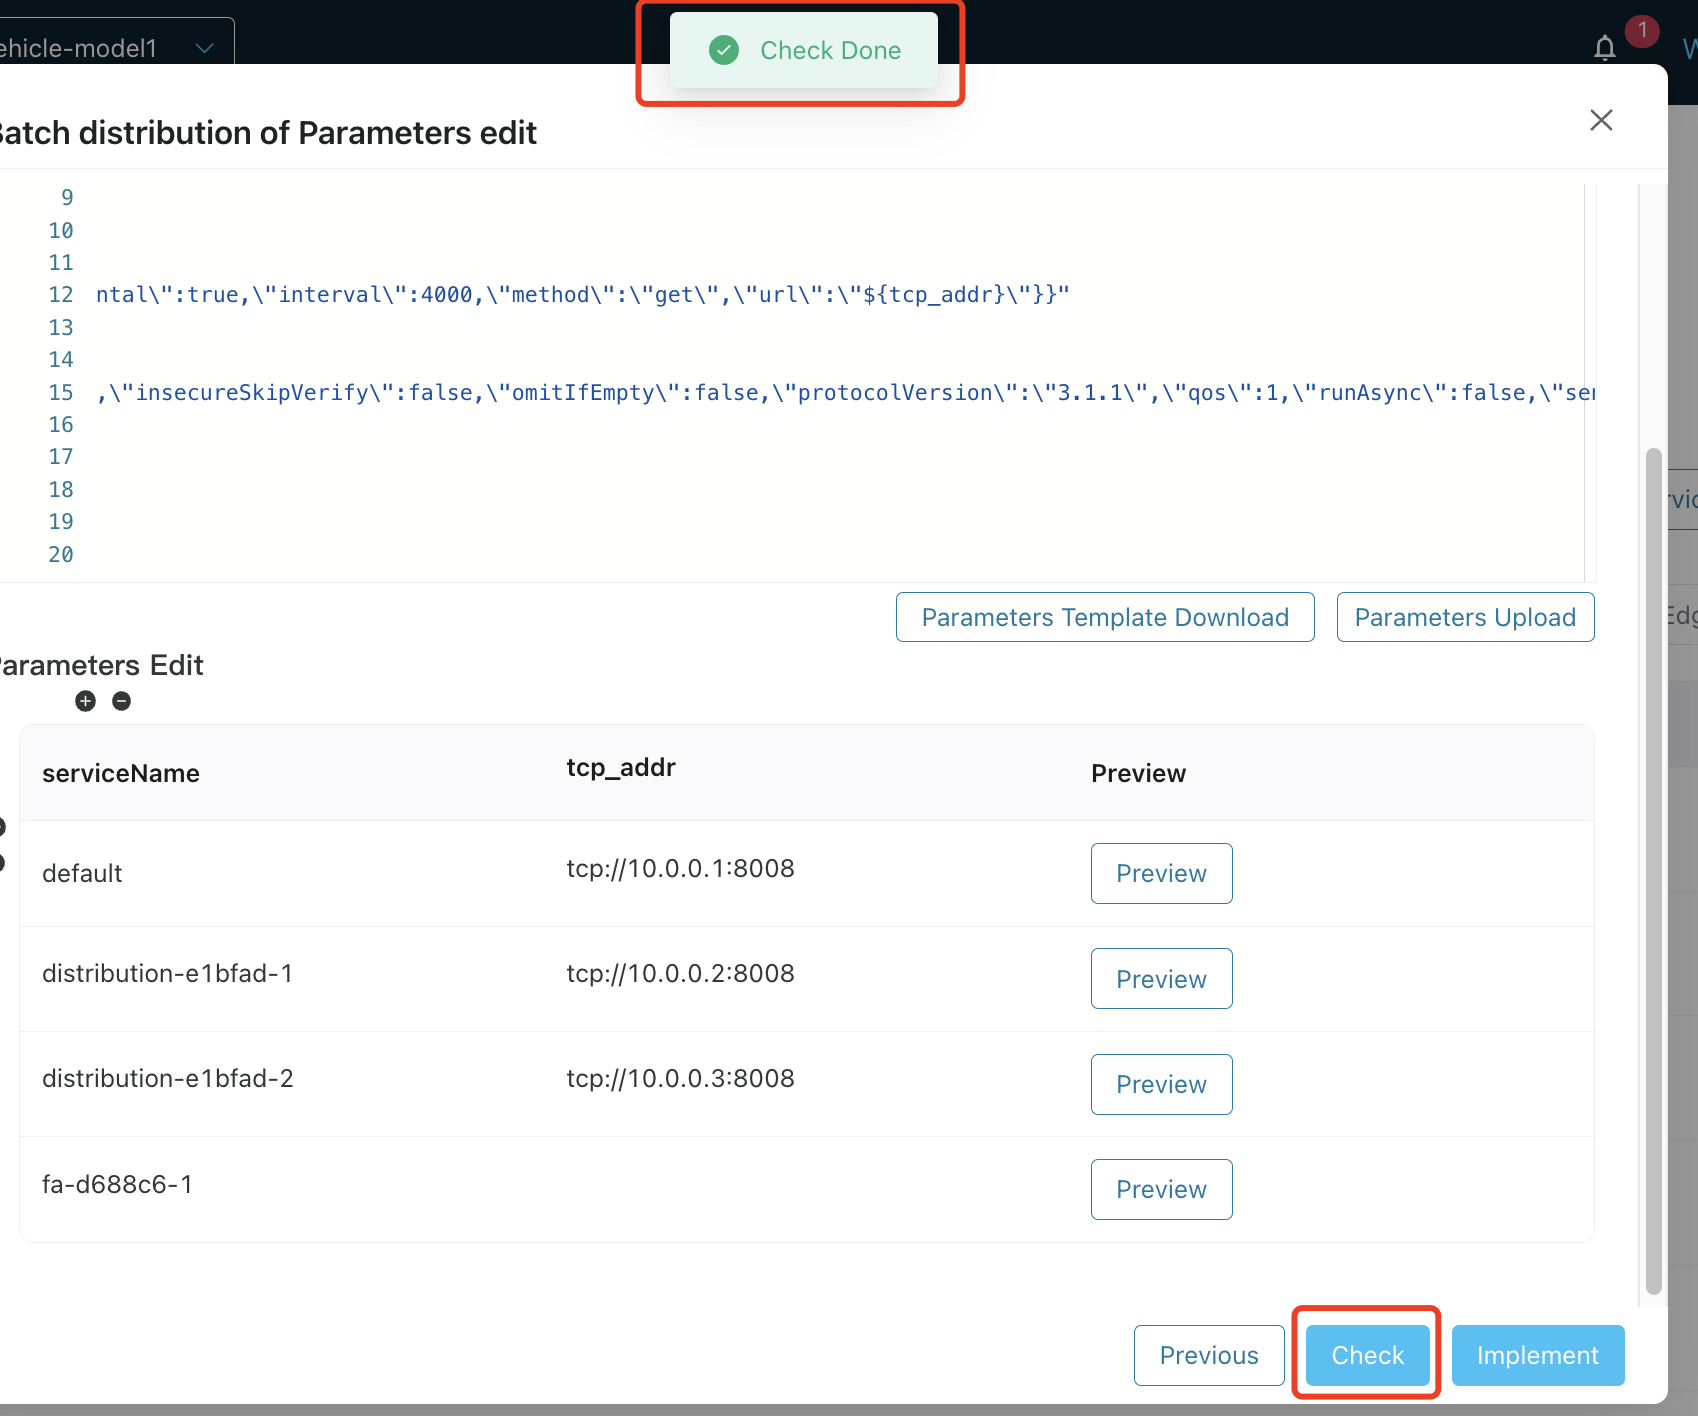 ehicle-model1
Check Done
1
Batch distribution of Parameters edit
9
10
11
12 ntal\":true,\"interval\":4000,\"method\":\"get\",\"url\":\"${tcp_addr}\"}}"
13
14
15 ,\"insecureSkipVerify\":false,\"omitIfEmpty\":false,\"protocolVersion\":\"3.1.1\",\"qos\":1,\"runAsync\":false,\"ser
16
17
18
19
20
Parameters Template Download
Parameters Upload
Parameters Edit
serviceName tcp_addr Preview
default tcp://10.0.0.1:8008 Preview
distribution-e1bfad-1 tcp://10.0.0.2:8008 Preview
distribution-e1bfad-2 tcp://10.0.0.3:8008 Preview
fa-d688c6-1 Preview
Previous
Check
Implement